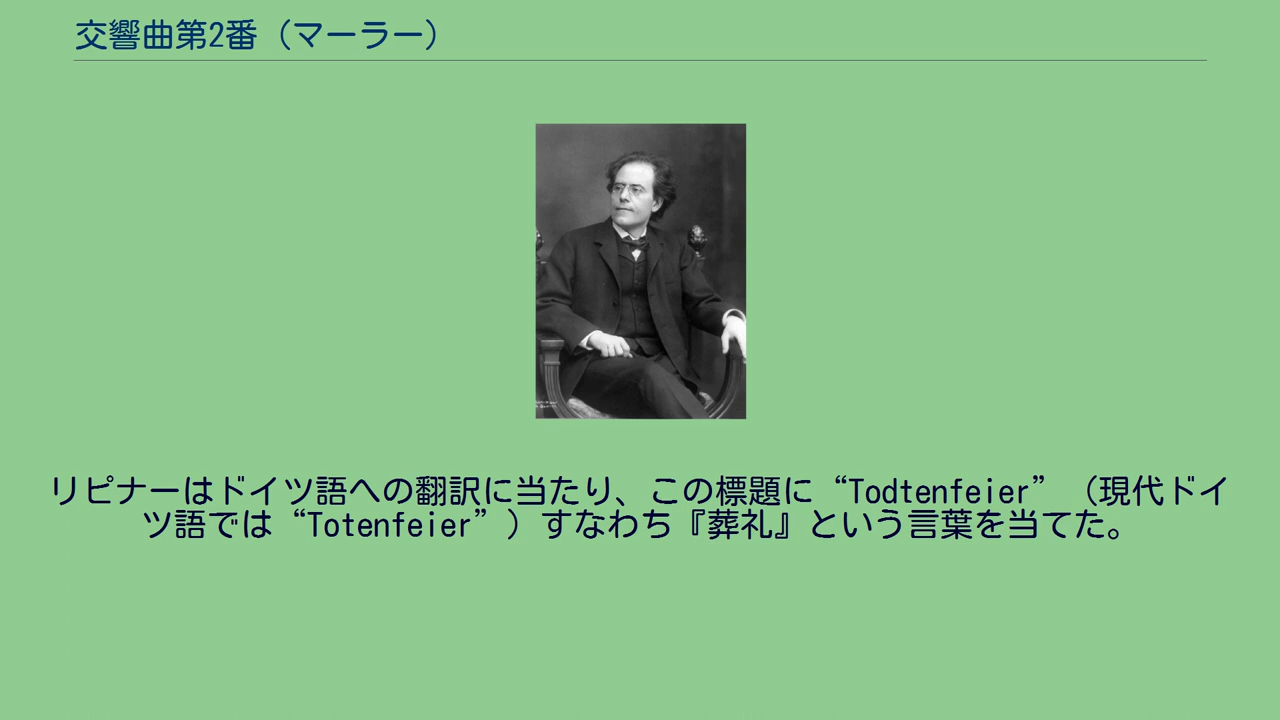 交響曲第2番（マーラー）
リピナーはドイツ語への翻訳に当たり、この標題に“Todtenfeier”（現代ドイ
ツ語では“Totenfeier”）すなわち『葬礼』という言葉を当てた。